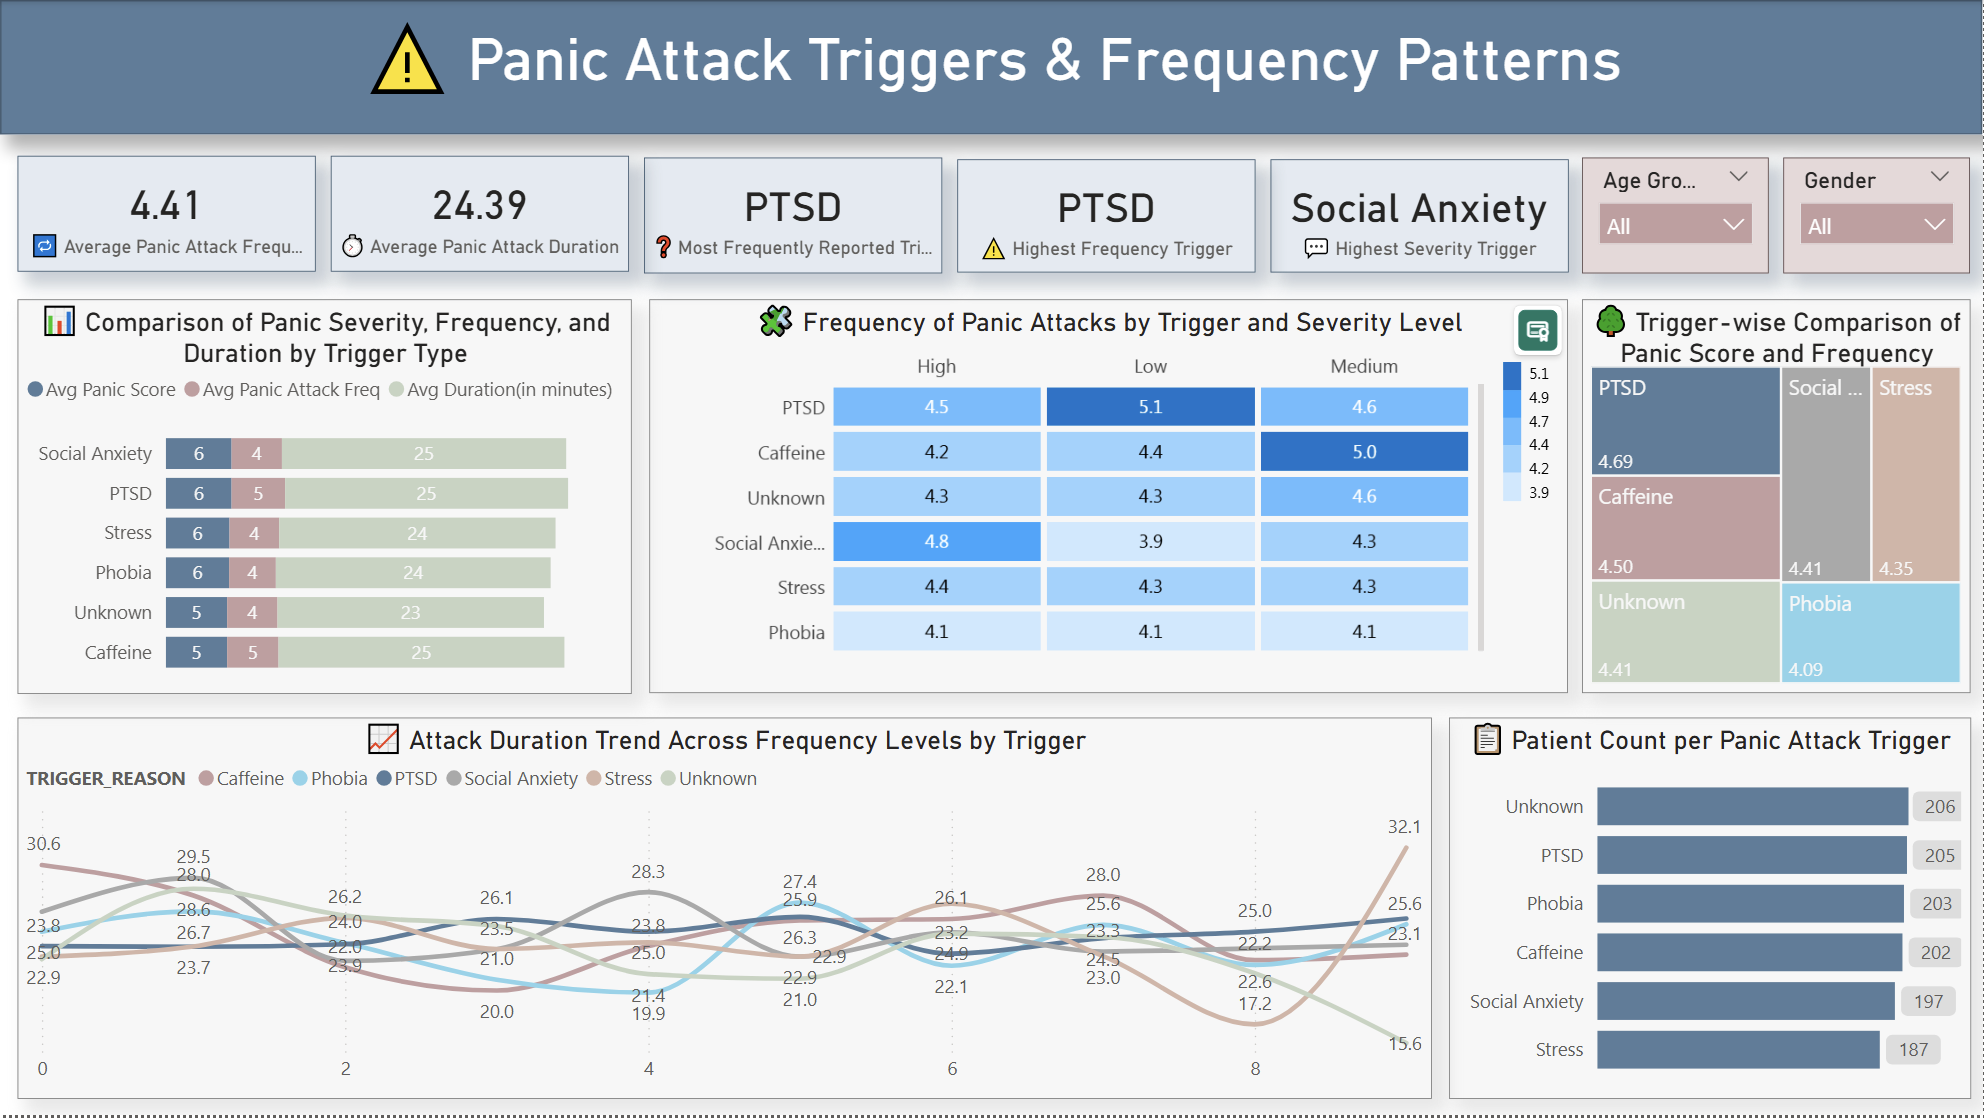 Panic Attack Triggers & Frequency Patterns
4.41
Average Panic Attack Frequ...
24.39
Average Panic Attack Duration
PTSD
Most Frequently Reported Tri...
PTSD
Highest Frequency Trigger
Social Anxiety
Highest Severity Trigger
Age Gro...
All
Gender
All
Comparison of Panic Severity, Frequency, and
Duration by Trigger Type
Avg Panic Score Avg Panic Attack Freq Avg Duration(in minutes)
Social Anxiety 6 4 25
PTSD 6 5 25
Stress 6 4 24
Phobia 6 4 24
Unknown 5 4 23
Caffeine 5 5 25
Frequency of Panic Attacks by Trigger and Severity Level
High Low Medium
PTSD 4.5 5.1 4.6
Caffeine 4.2 4.4 5.0
Unknown 4.3 4.3 4.6
Social Anxie... 4.8 3.9 4.3
Stress 4.4 4.3 4.3
Phobia 4.1 4.1 4.1
5.1
4.9
4.7
4.4
4.2
3.9
Trigger-wise Comparison of
Panic Score and Frequency
PTSD
4.69
Caffeine
4.50
Unknown
4.41
Social ...
4.41
Stress
4.35
Phobia
4.09
Attack Duration Trend Across Frequency Levels by Trigger
TRIGGER_REASON Caffeine Phobia PTSD Social Anxiety Stress Unknown
30.6
23.8
25.0
22.9
29.5
28.0
28.6
26.7
23.7
26.2
24.0
22.0
23.9
26.1
23.5
21.0
20.0
28.3
23.8
25.0
21.4
19.9
27.4
25.9
26.3
22.9
22.9
21.0
26.1
23.2
24.9
22.1
28.0
25.6
23.3
24.5
23.0
25.0
22.2
22.6
17.2
32.1
25.6
23.1
15.6
0 2 4 6 8
Patient Count per Panic Attack Trigger
Unknown 206
PTSD 205
Phobia 203
Caffeine 202
Social Anxiety 197
Stress 187